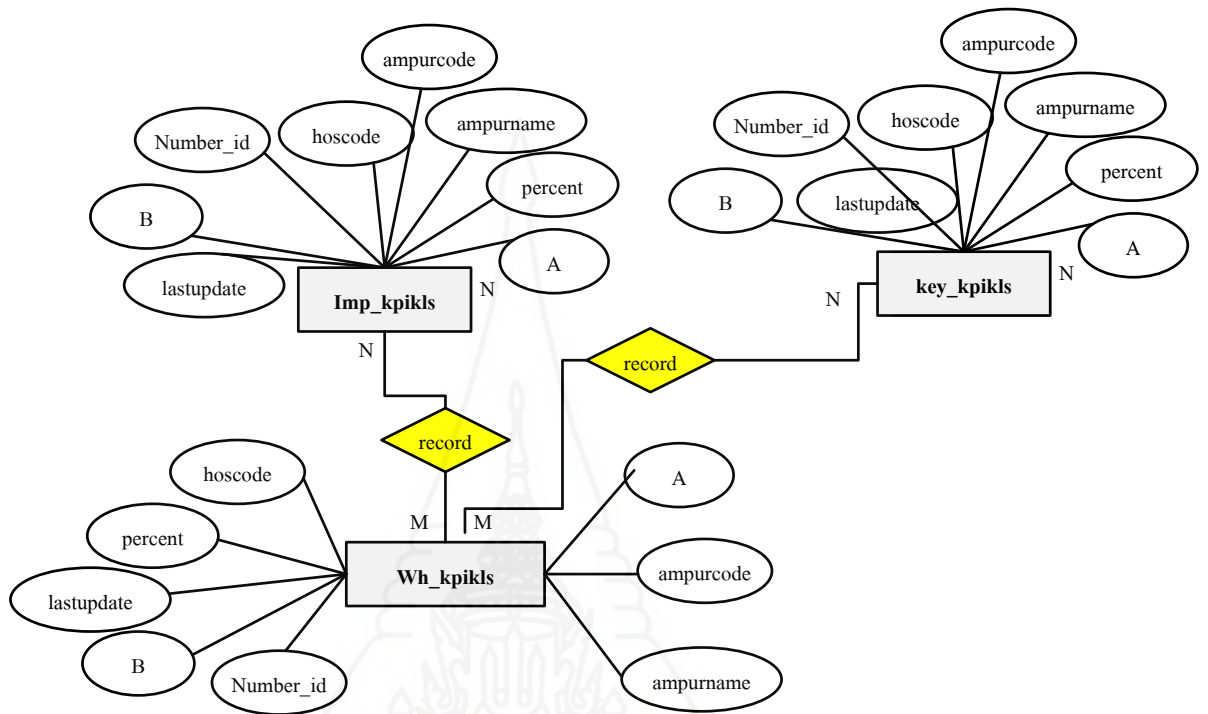 ampurcode
ampurcode
Number_id
hoscode
ampurname
Number_id
hoscode
ampurname
B
percent
B
lastupdate
percent
lastupdate
A
A
Imp_kpikls
N
key_kpikls
N
N
N
record
record
hoscode
A
percent
M
M
lastupdate
Wh_kpikls
ampurcode
B
Number_id
ampurname